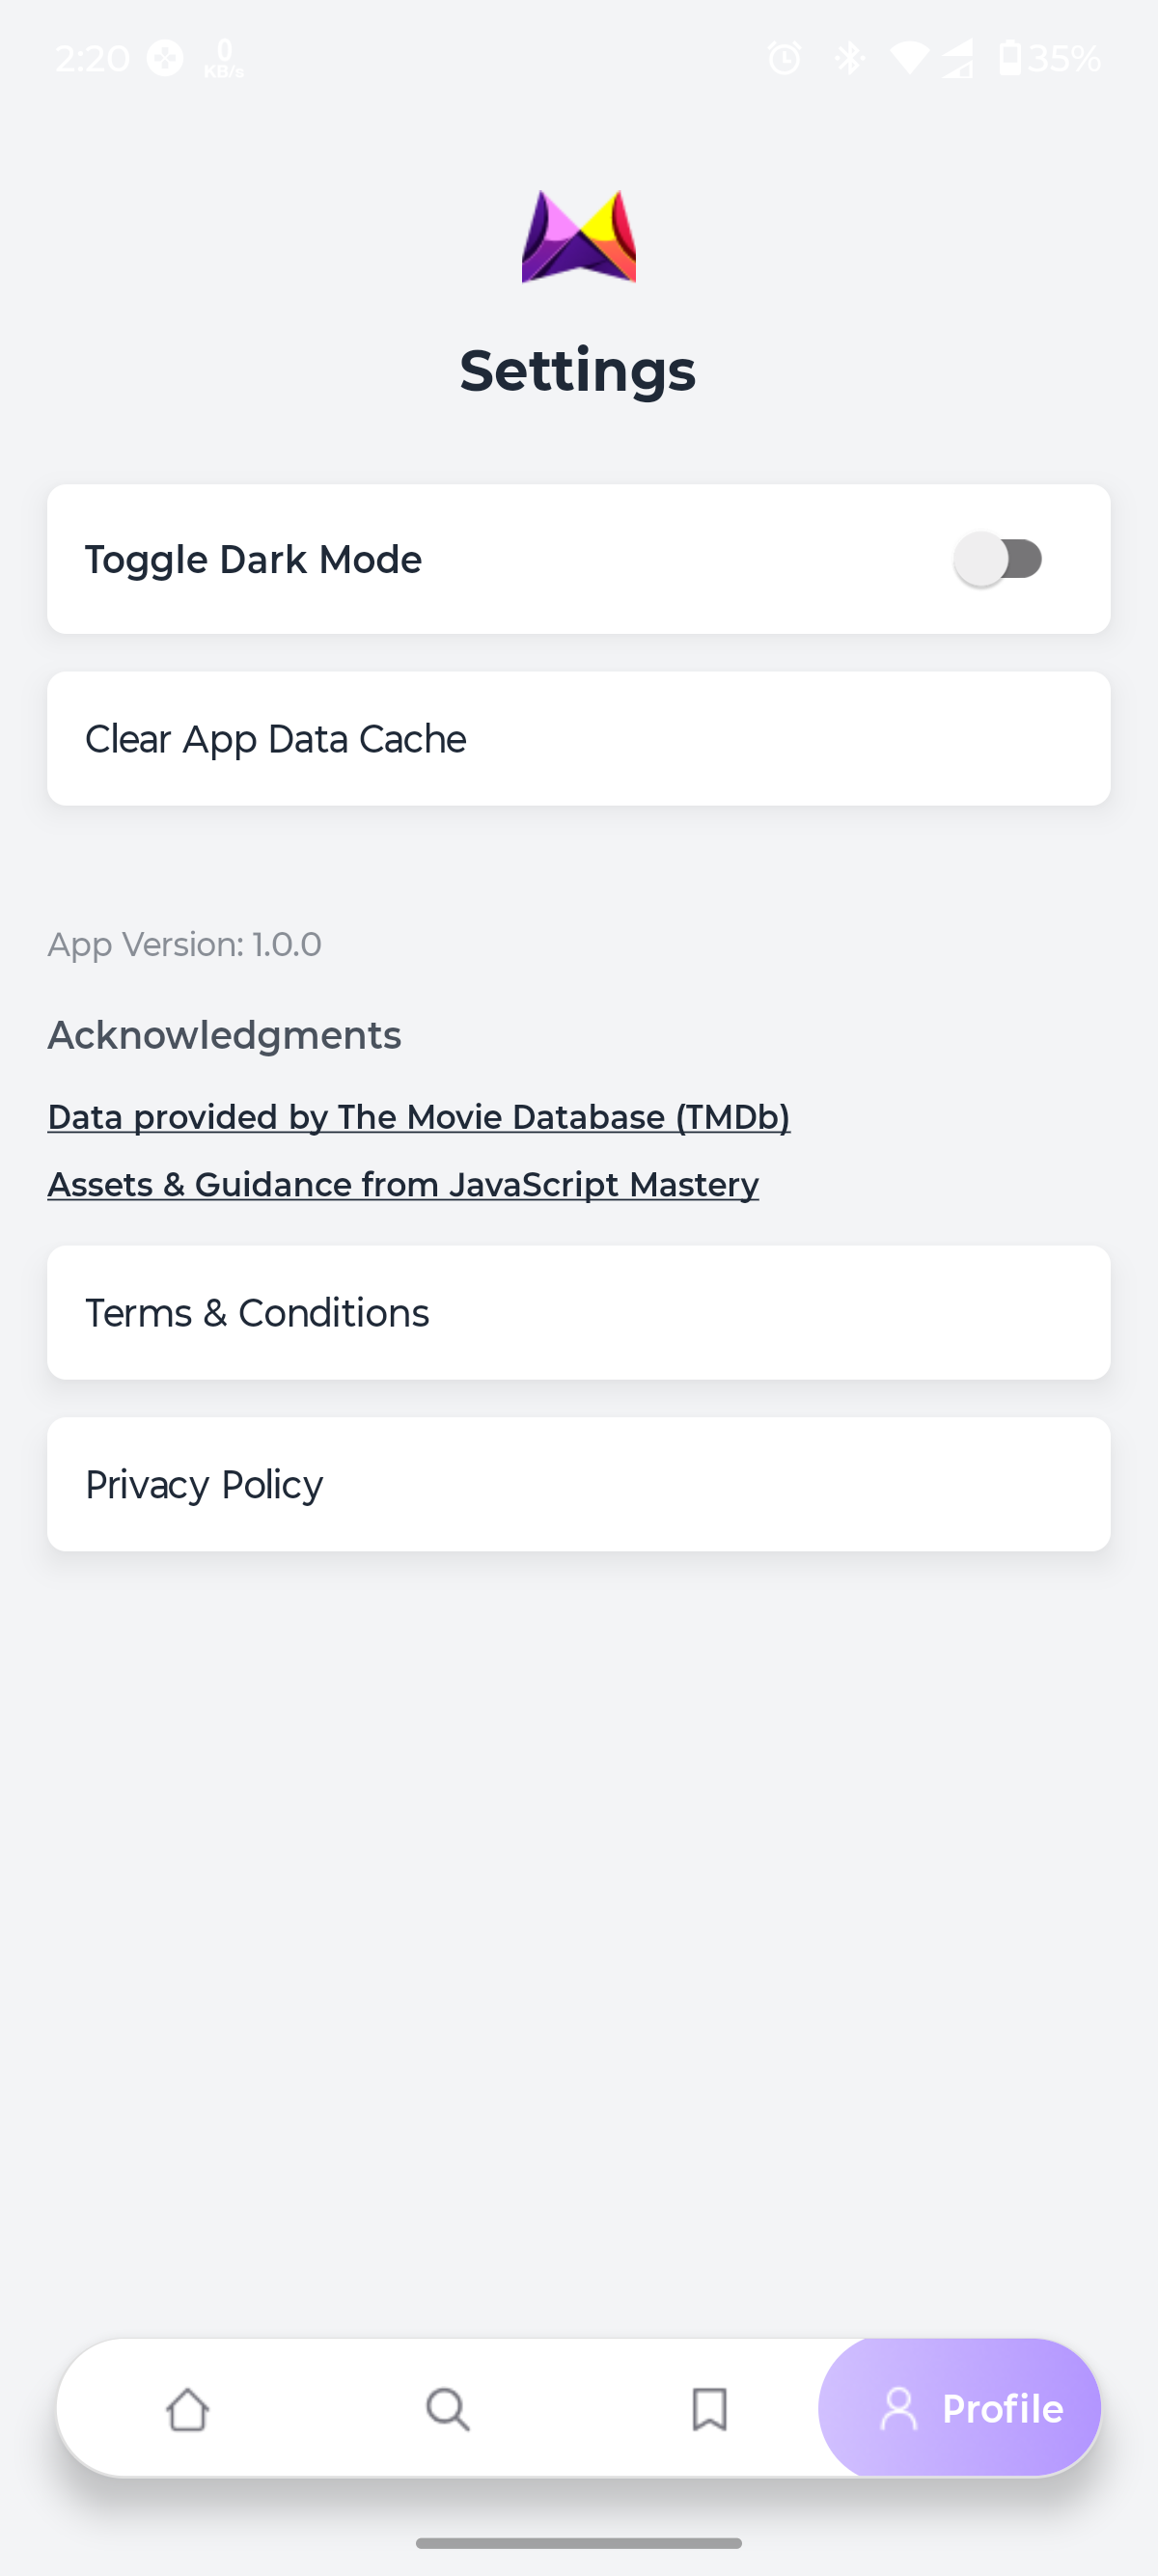 2:20 0 KB/s 35%
Settings
Toggle Dark Mode
Clear App Data Cache
App Version: 1.0.0
Acknowledgments
Data provided by The Movie Database (TMDb)
Assets & Guidance from JavaScript Mastery
Terms & Conditions
Privacy Policy
Profile